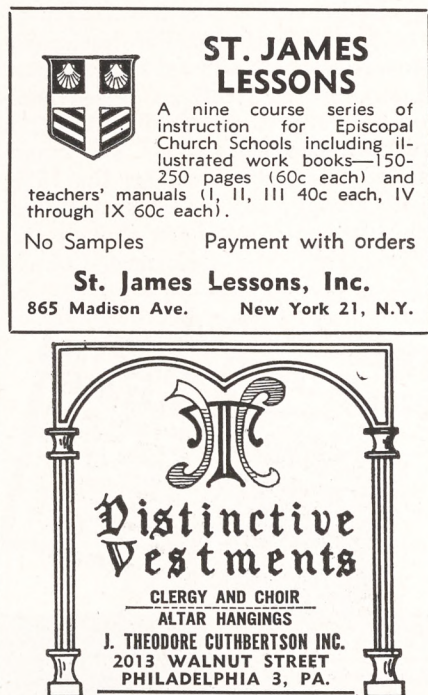 ST. JAMES
LESSONS
A nine course series of
instruction for Episcopal
Church Schools including il-
lustrated work books—150-
250 pages (60c each) and
teachers' manuals (I, II, III 40c each, IV
through IX 60c each).
No Samples Payment with orders
St. James Lessons, Inc.
865 Madison Ave. New York 21, N.Y.
JTC
Distinctive
Vestments
CLERGY AND CHOIR
ALTAR HANGINGS
J. THEODORE CUTHBERTSON INC.
2013 WALNUT STREET
PHILADELPHIA 3, PA.